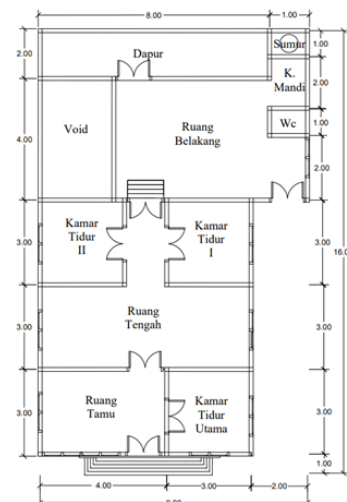 8.00
1.00
2.00
Dapur
Sumur
1.00
K.
Mandi
2.00
Void
Ruang
Belakang
Wc
1.00
4.00
2.00
Kamar
Tidur
II
Kamar
Tidur
I
3.00
3.00
16.0
Ruang
Tengah
3.00
3.00
Ruang
Tamu
Kamar
Tidur
Utama
3.00
3.00
1.00
4.00
3.00
2.00